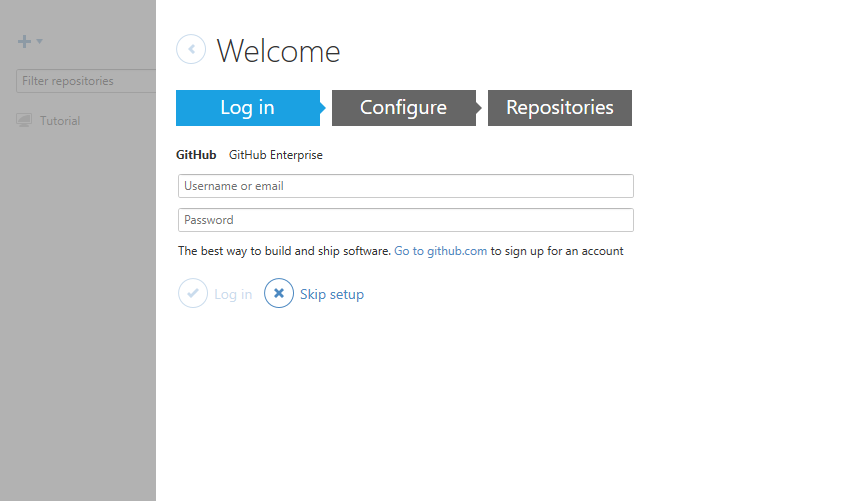 Welcome
Filter repositories
Tutorial
Log in Configure Repositories
GitHub GitHub Enterprise
Username or email
Password
The best way to build and ship software. Go to github.com to sign up for an account
Log in Skip setup